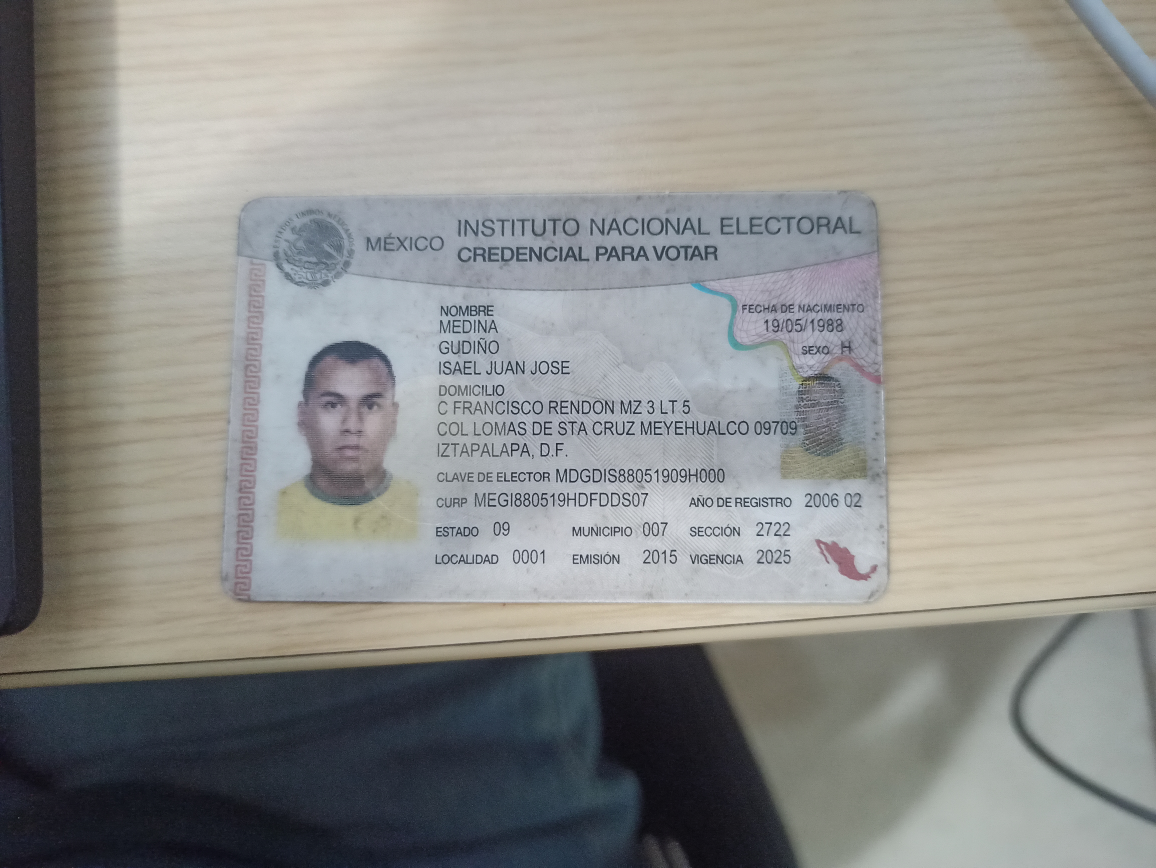 MÉXICO
INSTITUTO NACIONAL ELECTORAL
CREDENCIAL PARA VOTAR
NOMBRE
MEDINA
GUDIÑO
ISAEL JUAN JOSE
FECHA DE NACIMIENTO
19/05/1988
SEXO H
DOMICILIO
C FRANCISCO RENDON MZ 3 LT 5
COL LOMAS DE STA CRUZ MEYEHUALCO 09709
IZTAPALAPA, D.F.
CLAVE DE ELECTOR MDGDIS88051909H000
CURP MEGI880519HDFDDS07 AÑO DE REGISTRO 2006 02
ESTADO 09 MUNICIPIO 007 SECCIÓN 2722
LOCALIDAD 0001 EMISIÓN 2015 VIGENCIA 2025